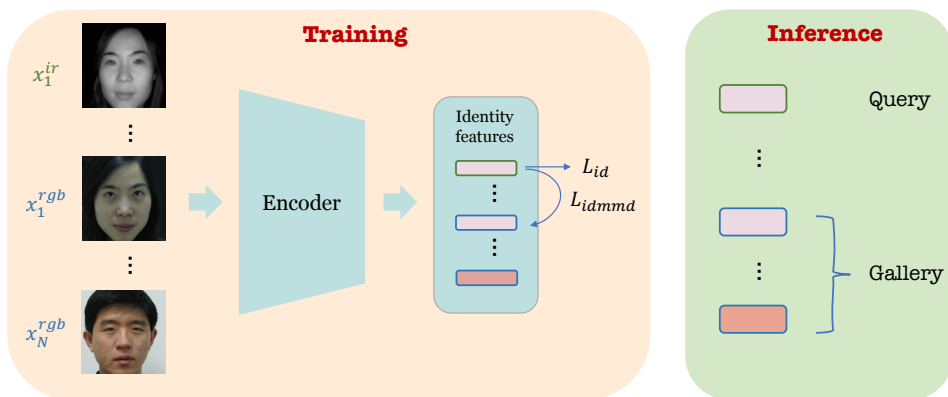 Training
x_1^{ir}
⋮
x_1^{rgb}
⋮
x_N^{rgb}
Encoder
Identity
features
L_{id}
⋮
L_{idmmd}
⋮
Inference
Query
⋮
⋮
Gallery